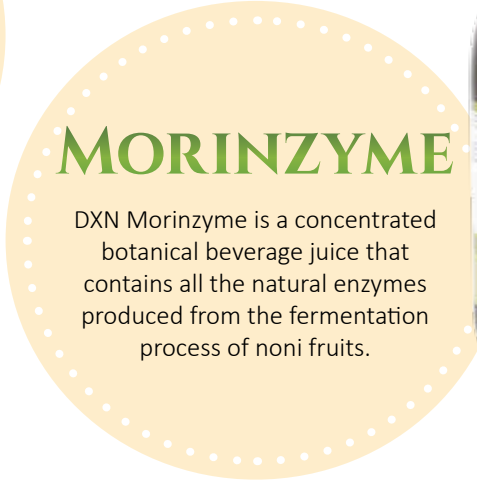 MORINZYME
DXN Morinzyme is a concentrated
botanical beverage juice that
contains all the natural enzymes
produced from the fermentation
process of noni fruits.